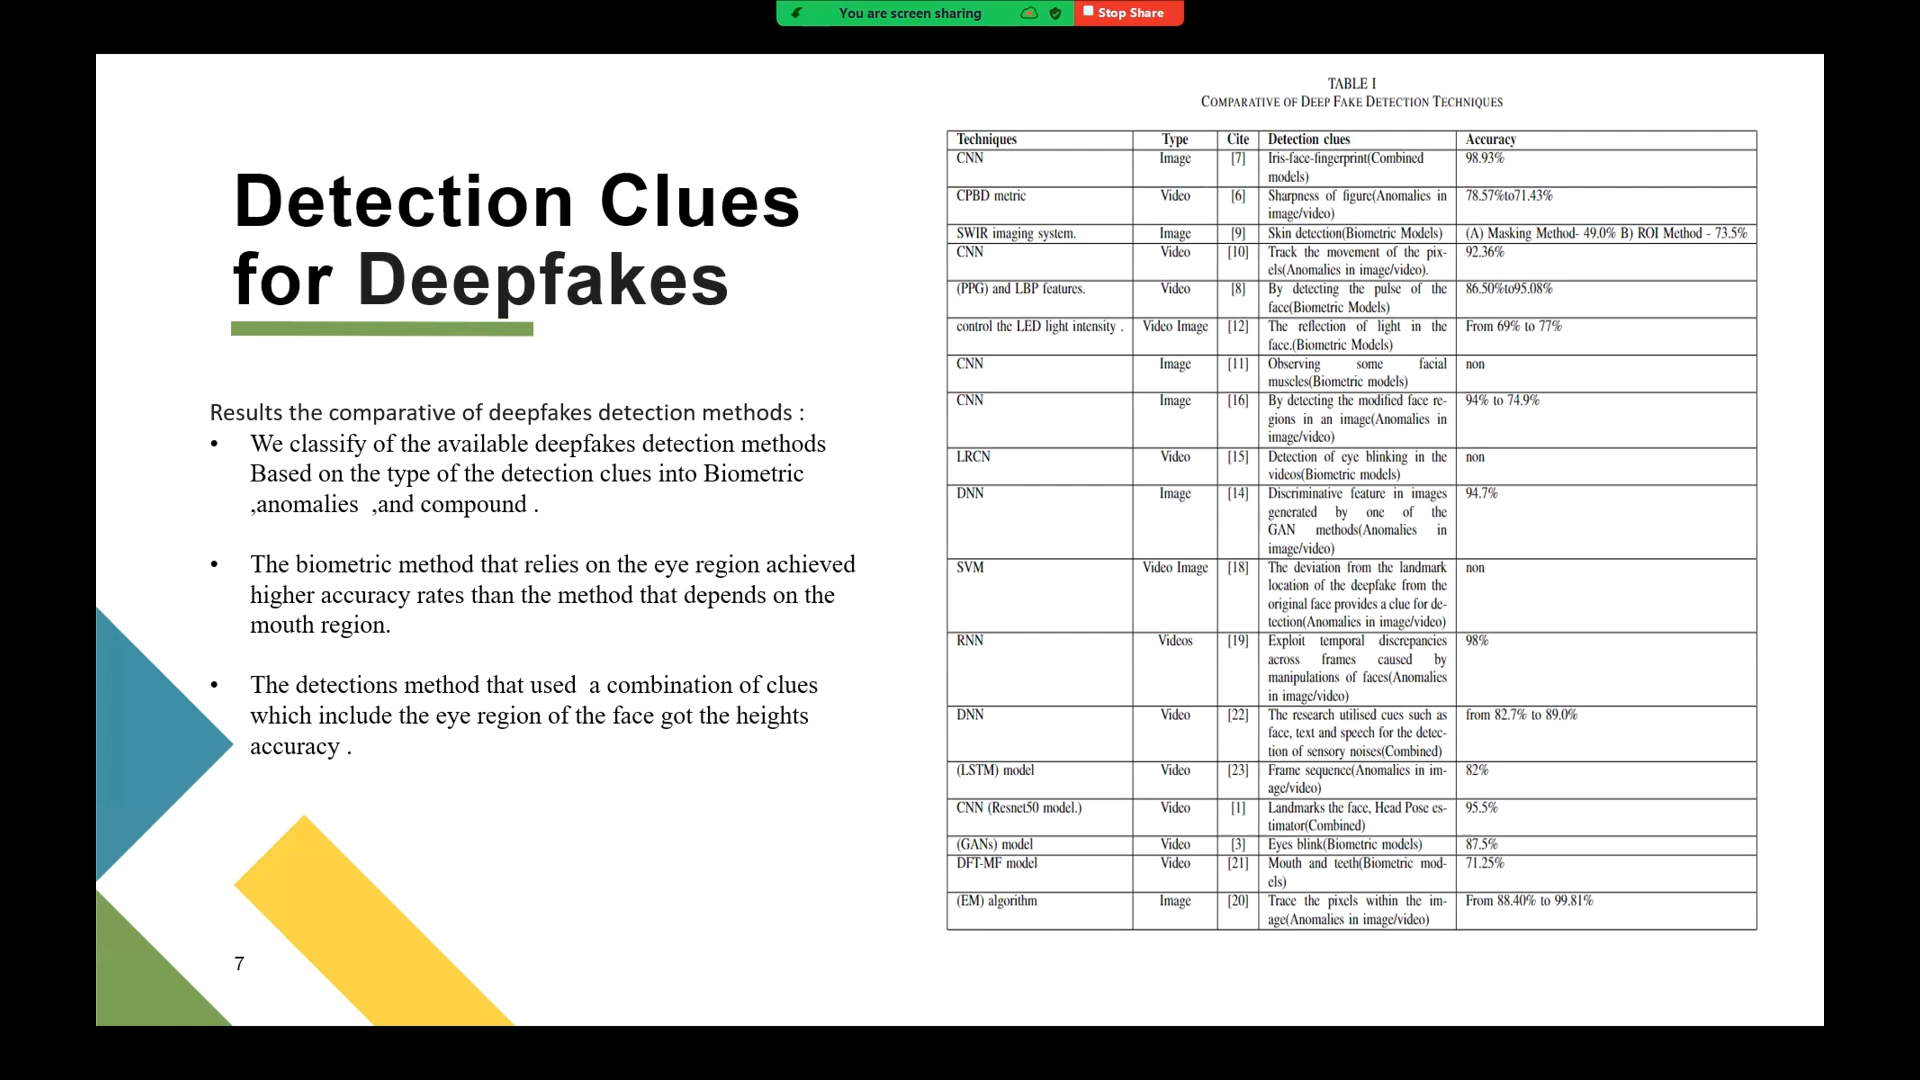 You are screen sharing
Stop Share
Detection Clues
for Deepfakes
Results the comparative of deepfakes detection methods :
• We classify of the available deepfakes detection methods
Based on the type of the detection clues into Biometric
,anomalies ,and compound .
• The biometric method that relies on the eye region achieved
higher accuracy rates than the method that depends on the
mouth region.
• The detections method that used a combination of clues
which include the eye region of the face got the heights
accuracy .
7
TABLE I
COMPARATIVE OF DEEP FAKE DETECTION TECHNIQUES
Techniques Type Cite Detection clues Accuracy
CNN Image [7] Iris-face-fingerprint(Combined 98.93%
models)
CPBD metric Video [6] Sharpness of figure(Anomalies in 78.57%to71.43%
image/video)
SWIR imaging system. Image [9] Skin detection(Biometric Models) (A) Masking Method- 49.0% B) ROI Method - 73.5%
CNN Video [10] Track the movement of the pix- 92.36%
els(Anomalies in image/video).
(PPG) and LBP features. Video [8] By detecting the pulse of the 86.50%to95.08%
face(Biometric Models)
control the LED light intensity . Video Image [12] The reflection of light in the From 69% to 77%
face.(Biometric Models)
CNN Image [11] Observing some facial non
muscles(Biometric models)
CNN Image [16] By detecting the modified face re- 94% to 74.9%
gions in an image(Anomalies in
image/video)
LRCN Video [15] Detection of eye blinking in the non
videos(Biometric models)
DNN Image [14] Discriminative feature in images 94.7%
generated by one of the
GAN methods(Anomalies in
image/video)
SVM Video Image [18] The deviation from the landmark non
location of the deepfake from the
original face provides a clue for de-
tection(Anomalies in image/video)
RNN Videos [19] Exploit temporal discrepancies 98%
across frames caused by
manipulations of faces(Anomalies
in image/video)
DNN Video [22] The research utilised cues such as from 82.7% to 89.0%
face, text and speech for the detec-
tion of sensory noises(Combined)
(LSTM) model Video [23] Frame sequence(Anomalies in im- 82%
age/video)
CNN (Resnet50 model.) Video [1] Landmarks the face, Head Pose es- 95.5%
timator(Combined)
(GANs) model Video [3] Eyes blink(Biometric models) 87.5%
DFT-MF model Video [21] Mouth and teeth(Biometric mod- 71.25%
els)
(EM) algorithm Image [20] Trace the pixels within the im- From 88.40% to 99.81%
age(Anomalies in image/video)